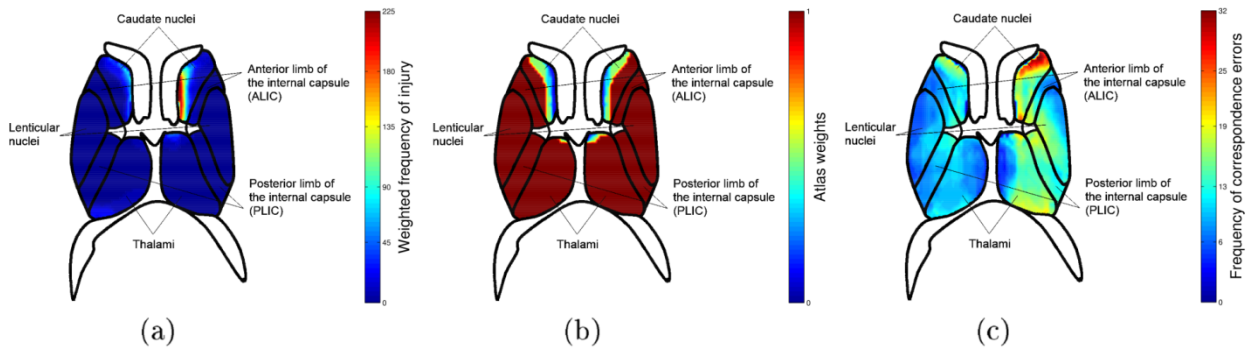 Caudate nuclei
Anterior limb of
the internal capsule
(ALIC)
Lenticular
nuclei
Posterior limb of
the internal capsule
(PLIC)
Thalami
225
180
135
90
45
0
Weighted frequency of injury
(a)
Caudate nuclei
Anterior limb of
the internal capsule
(ALIC)
Lenticular
nuclei
Posterior limb of
the internal capsule
(PLIC)
Thalami
1
0
Atlas weights
(b)
Caudate nuclei
Anterior limb of
the internal capsule
(ALIC)
Lenticular
nuclei
Posterior limb of
the internal capsule
(PLIC)
Thalami
32
26
19
13
6
0
Frequency of correspondence errors
(c)